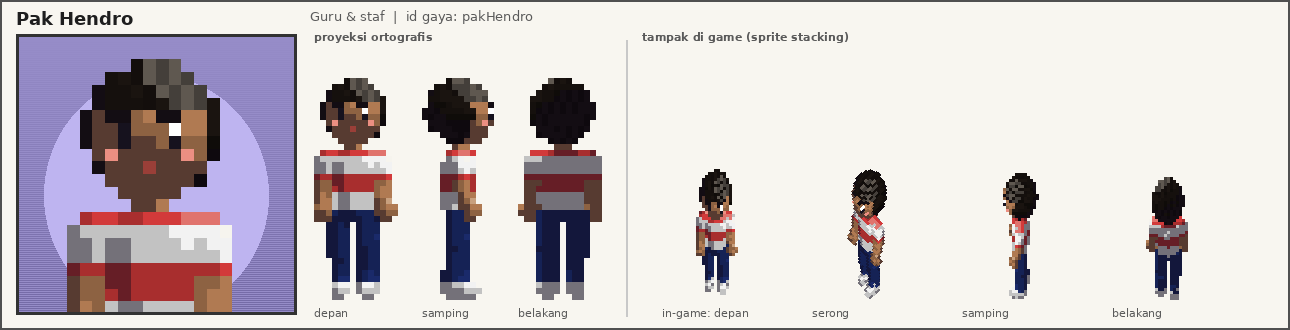 Pak Hendro
Guru & staf | id gaya: pakHendro
proyeksi ortografis
tampak di game (sprite stacking)
depan
samping
belakang
in-game: depan
serong
samping
belakang